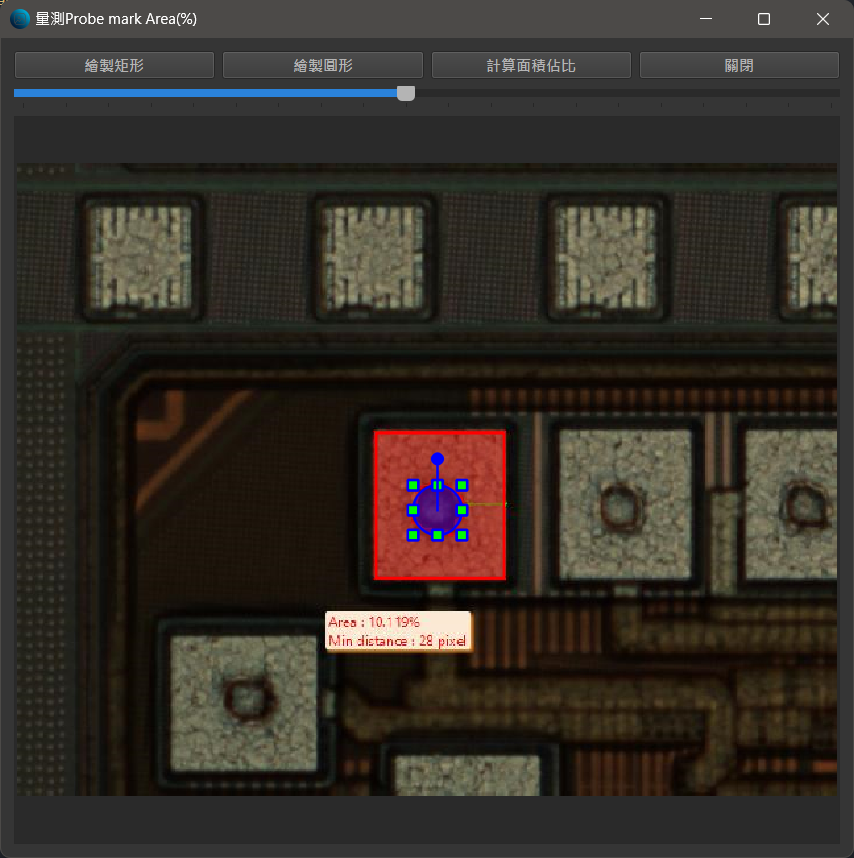 量測Probe mark Area(%)
繪製矩形
繪製圓形
計算面積佔比
關閉
Area : 10.119%
Min distance : 28 pixel